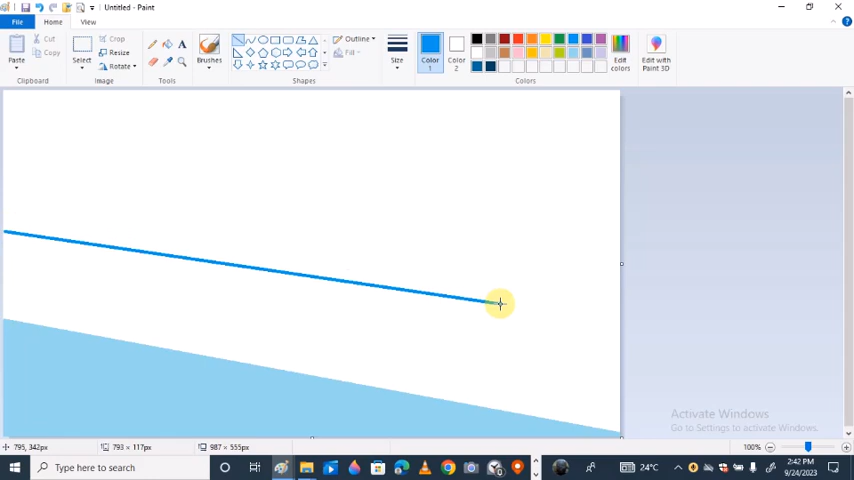 Untitled - Paint
File
Home
View
Paste
Cut
Copy
Clipboard
Select
Crop
Resize
Rotate
Image
A
Tools
Brushes
Outline
Fill
Shapes
Size
Color
1
Color
2
Colors
Edit
colors
Edit with
Paint 3D
Activate Windows
Go to Settings to activate Windows.
795, 342px
793 × 117px
987 × 555px
100%
Type here to search
24°C
2:42 PM
9/24/2023